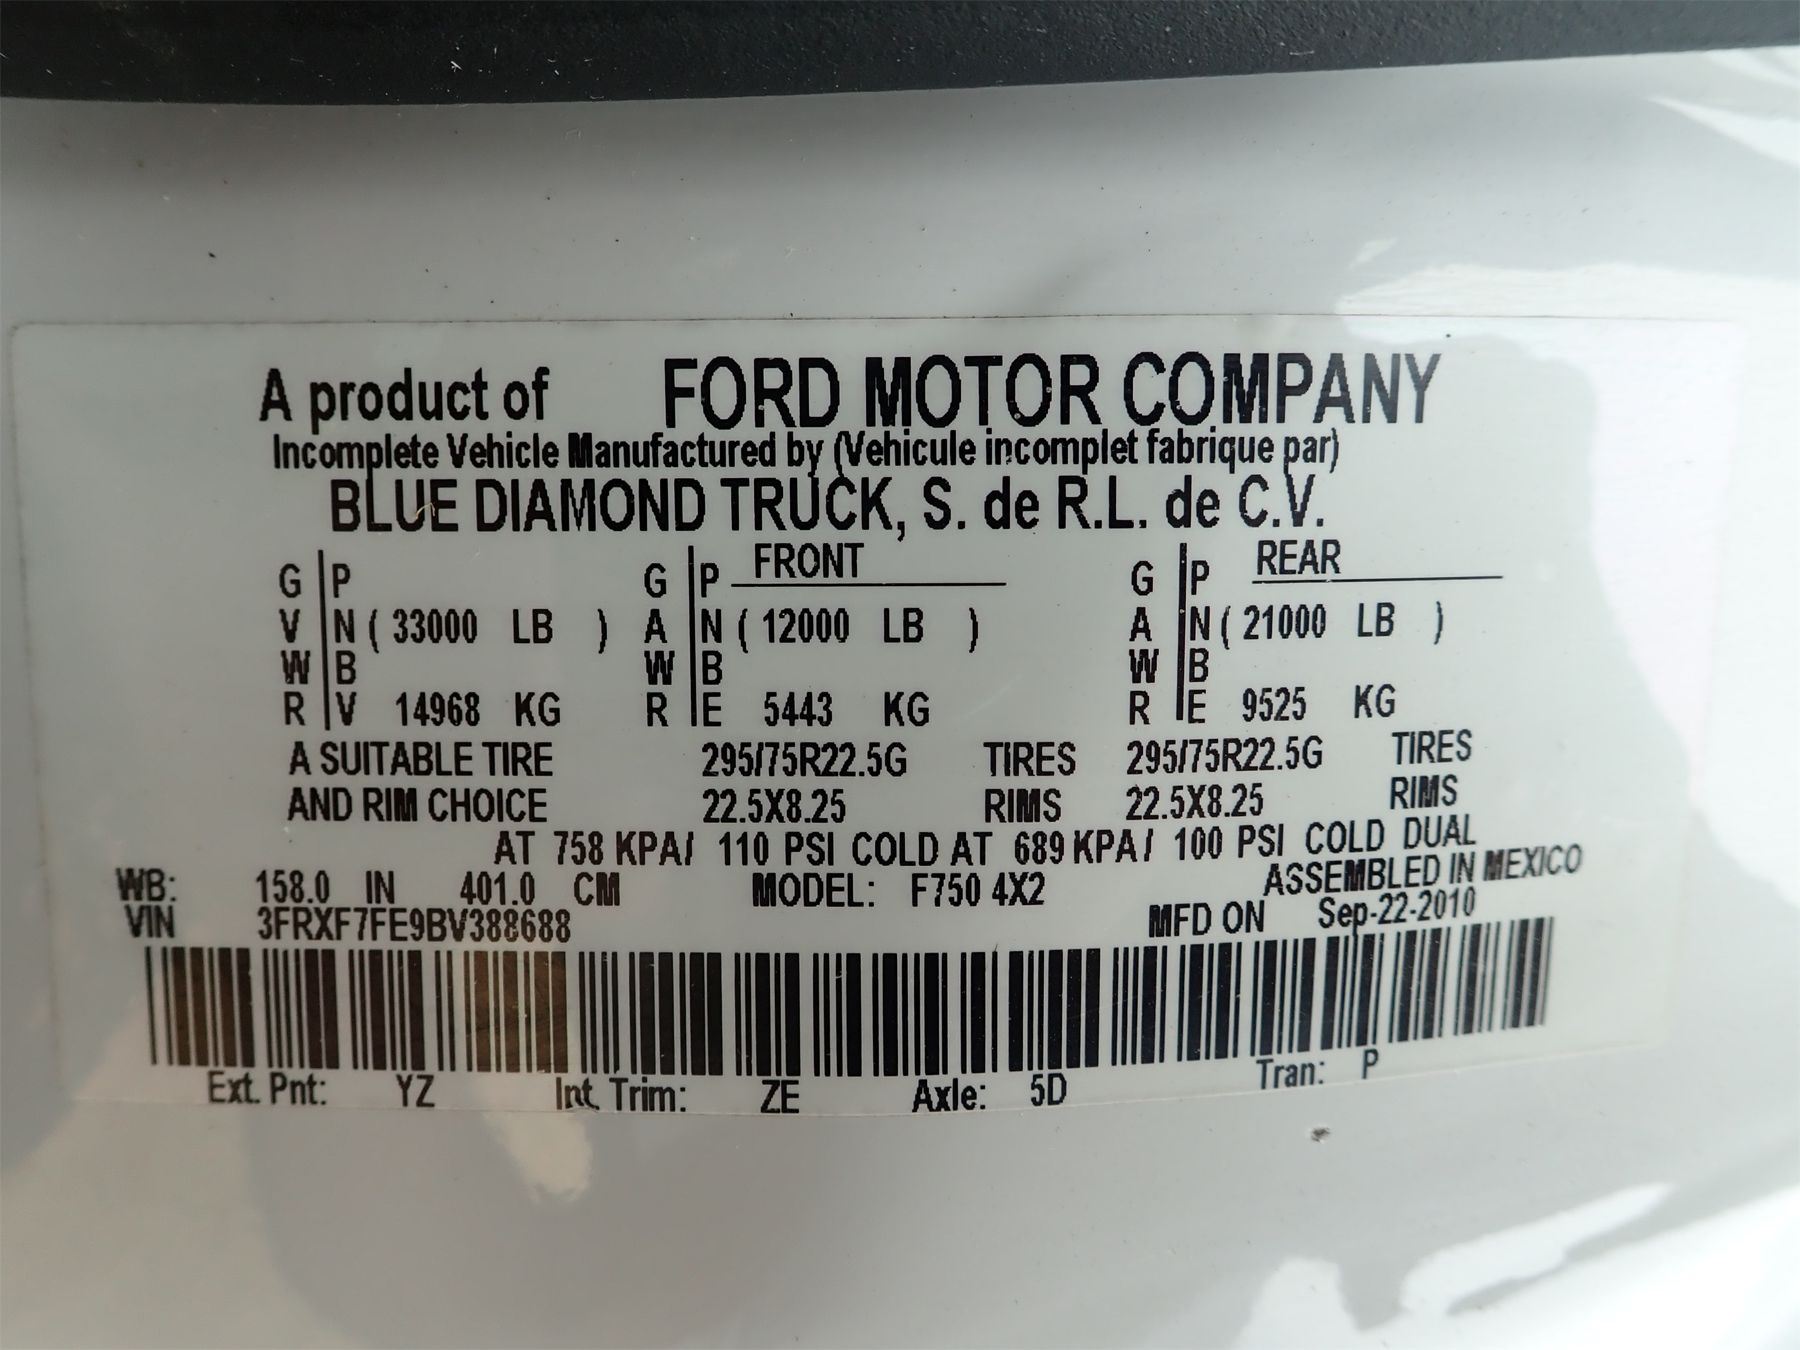 A product of FORD MOTOR COMPANY
Incomplete Vehicle Manufactured by (Vehicule incomplet fabrique par)
BLUE DIAMOND TRUCK, S. de R.L. de C.V.
G P G P FRONT G P REAR
V N ( 33000 LB ) A N ( 12000 LB ) A N ( 21000 LB )
W B W B W B
R V 14968 KG R E 5443 KG R E 9525 KG
A SUITABLE TIRE 295/75R22.5G TIRES 295/75R22.5G TIRES
AND RIM CHOICE 22.5X8.25 RIMS 22.5X8.25 RIMS
AT 758 KPA/ 110 PSI COLD AT 689 KPA/ 100 PSI COLD DUAL
WB: 158.0 IN 401.0 CM MODEL: F750 4X2 ASSEMBLED IN MEXICO
VIN 3FRXF7FE9BV388688 MFD ON Sep-22-2010
Ext. Pnt: YZ Int. Trim: ZE Axle: 5D Tran: P